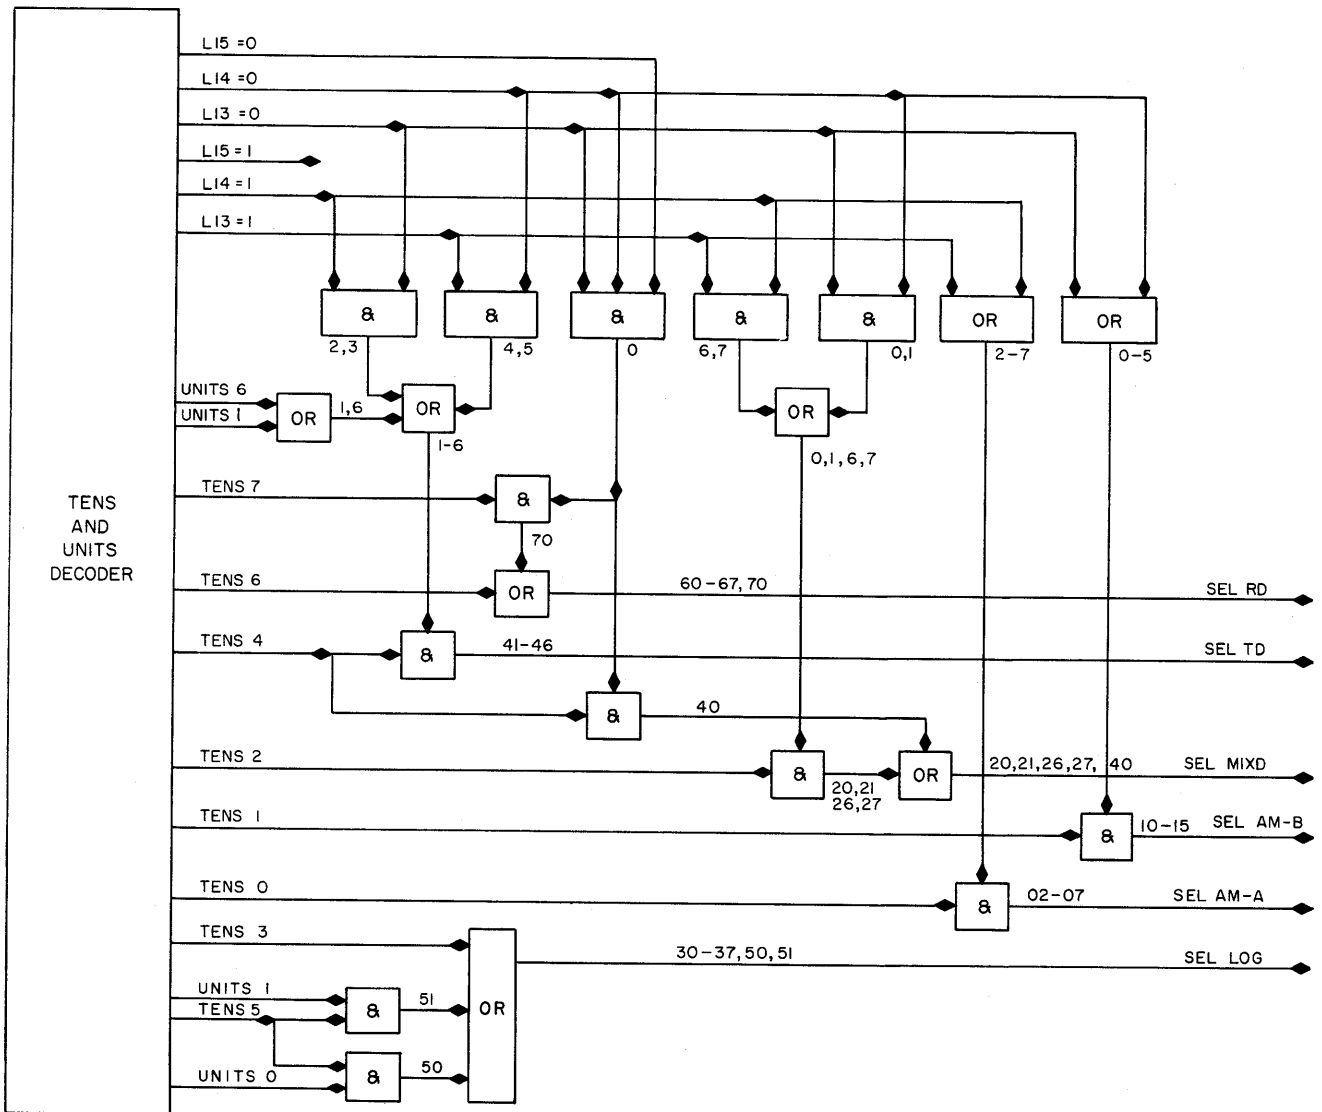 L15=0
L14=0
L13=0
L15=1
L14=1
L13=1
& & & & & OR OR
2,3 4,5 0 6,7 0,1 2-7 0-5
UNITS 6
UNITS 1
OR
1,6
OR
1-6
OR
0,1,6,7
TENS
AND
UNITS
DECODER
TENS 7
&
70
TENS 6
OR
60-67,70
SEL RD
TENS 4
&
41-46
SEL TD
&
40
TENS 2
&
20,21
26,27
OR
20,21,26,27, 40
SEL MIXD
TENS 1
&
10-15
SEL AM-B
TENS 0
&
02-07
SEL AM-A
TENS 3
OR
30-37,50,51
SEL LOG
UNITS 1
TENS 5
&
51
UNITS 0
&
50